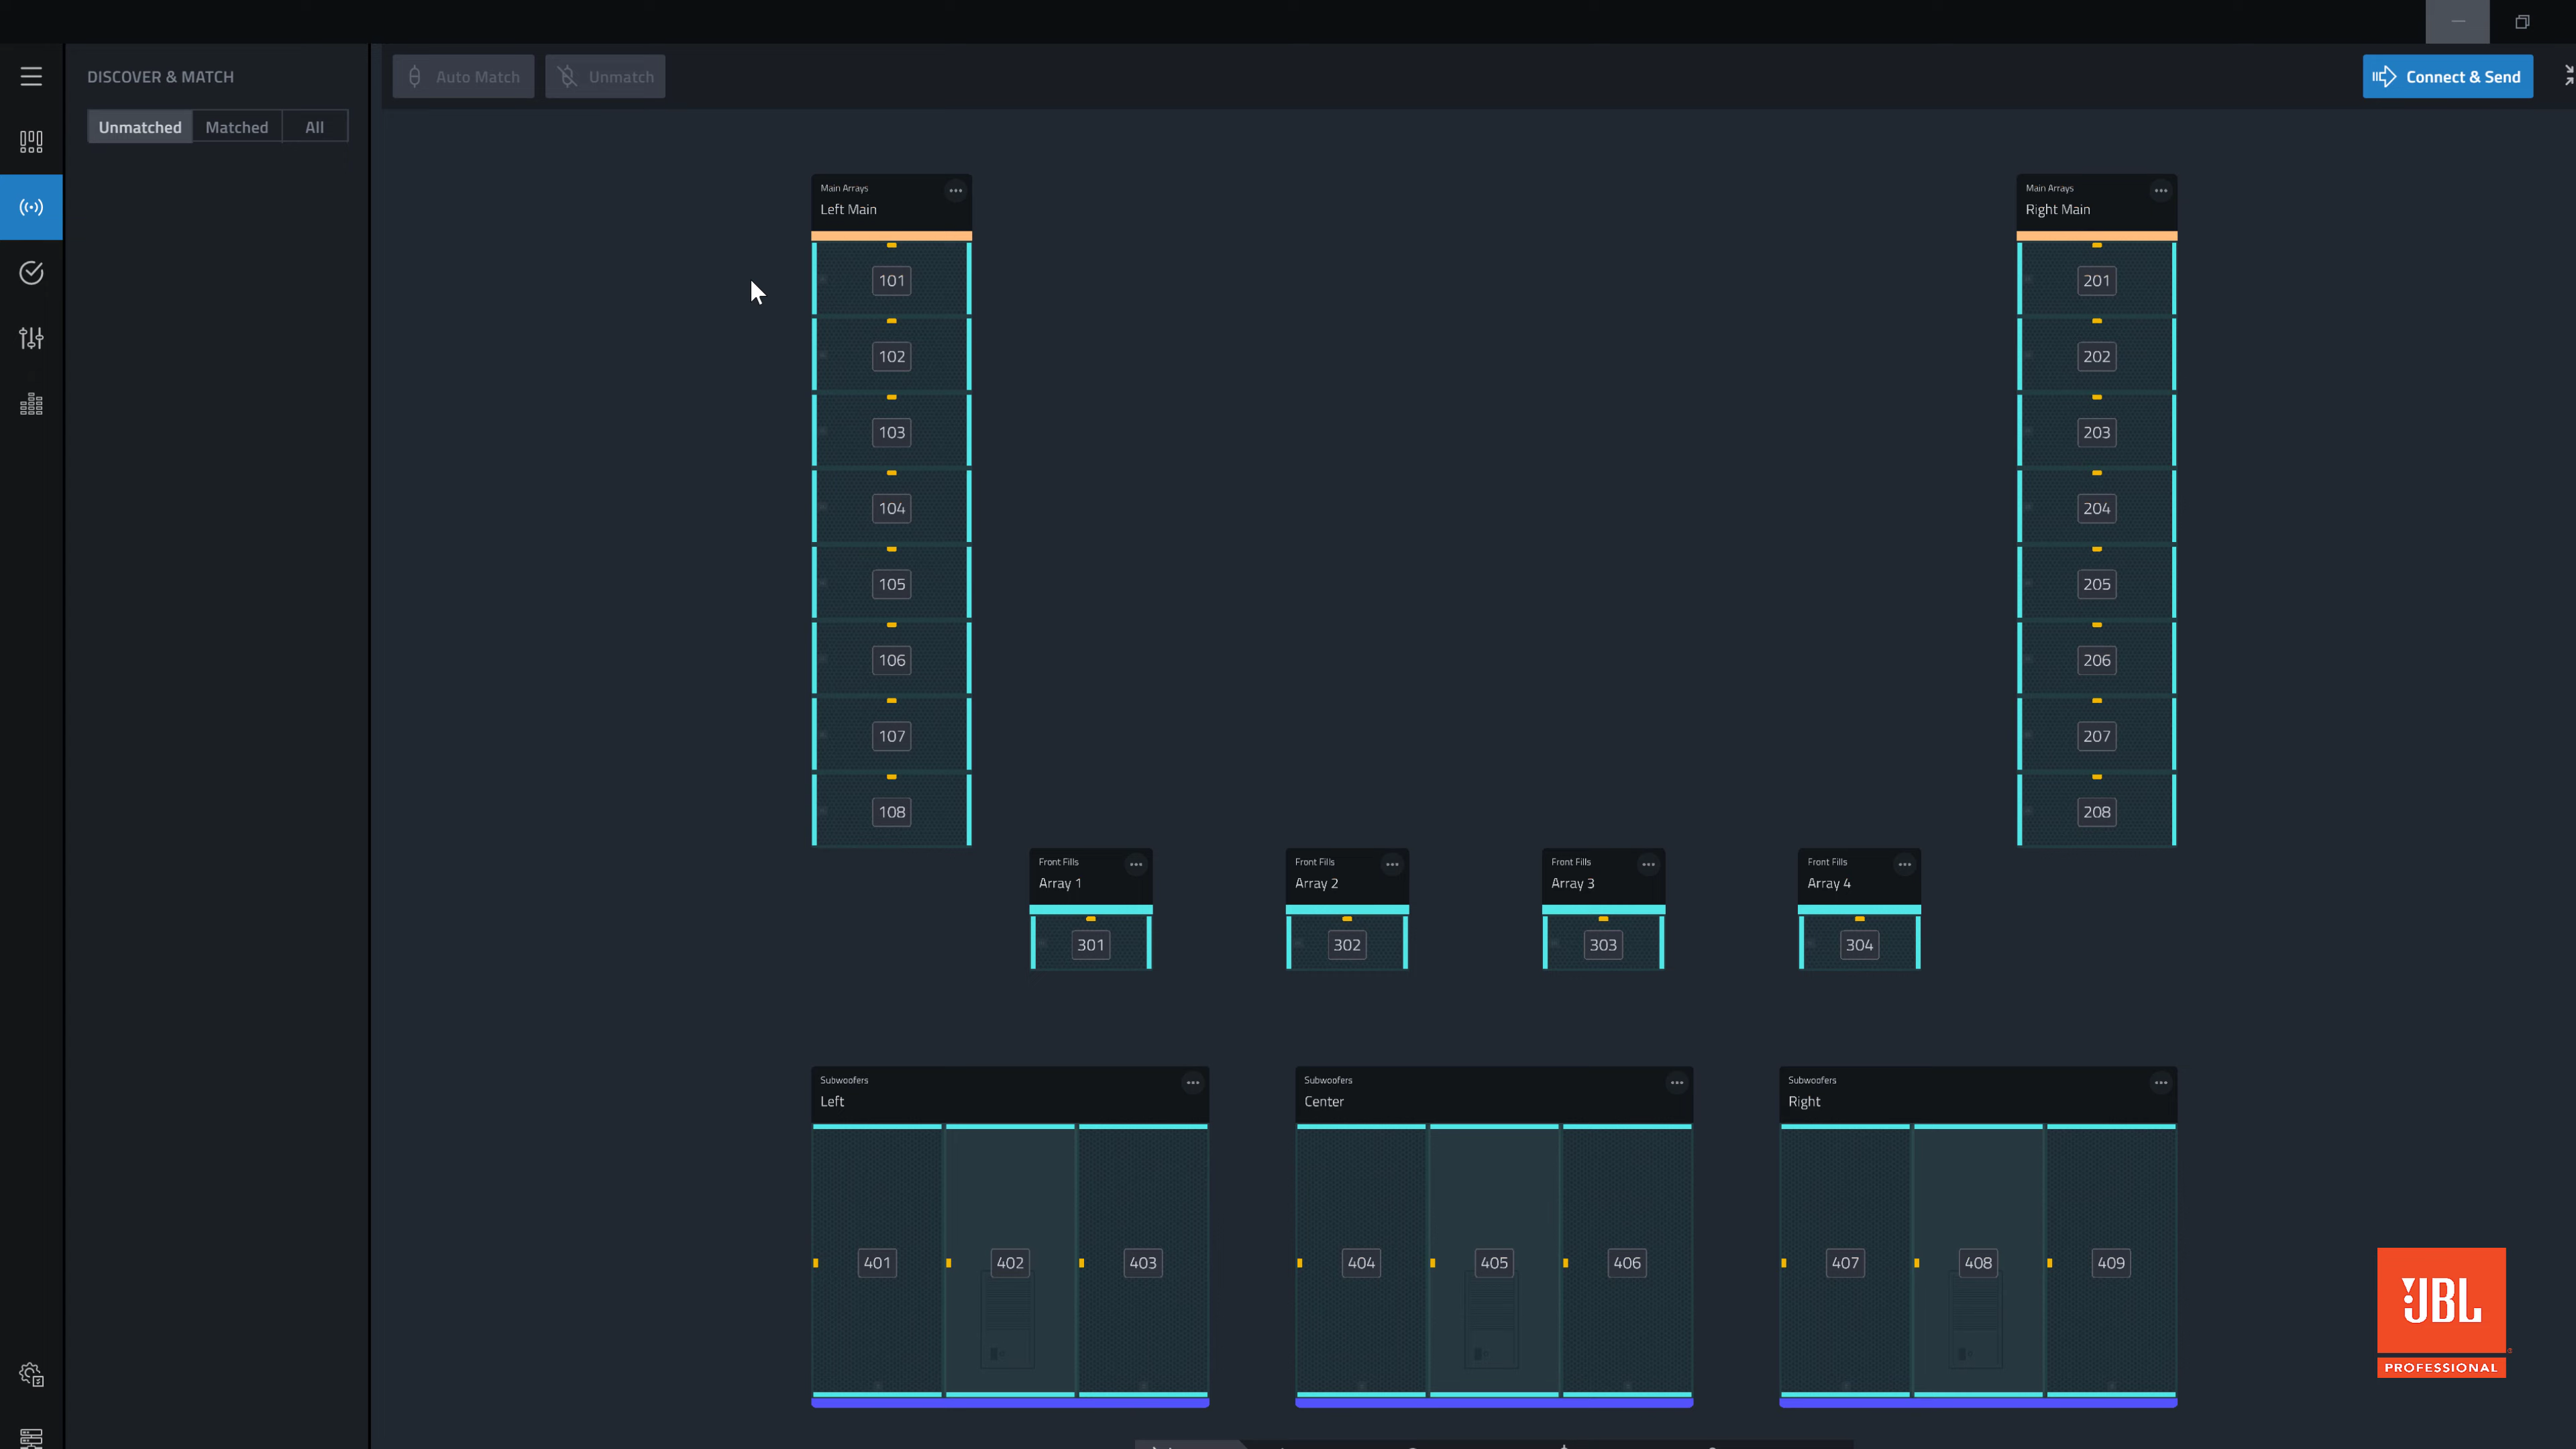 DISCOVER & MATCH
Auto Match
Unmatch
Connect & Send
Unmatched
Matched
All
Main Arrays
Left Main
101
102
103
104
105
106
107
108
Main Arrays
Right Main
201
202
203
204
205
206
207
208
Front Fills
Array 1
301
Front Fills
Array 2
302
Front Fills
Array 3
303
Front Fills
Array 4
304
Subwoofers
Left
401
402
403
Subwoofers
Center
404
405
406
Subwoofers
Right
407
408
409
JBL
PROFESSIONAL